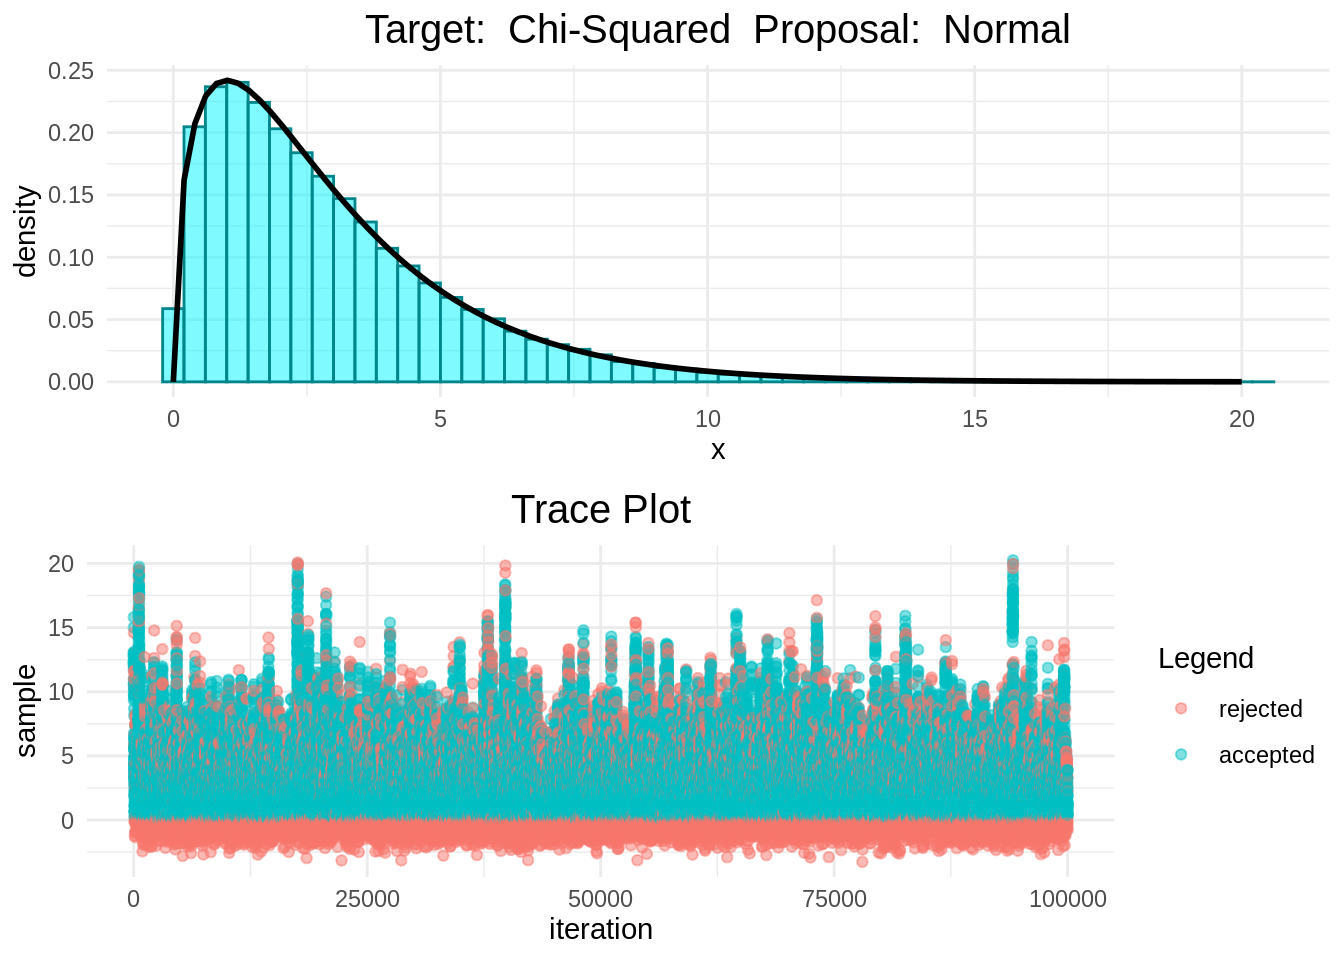 Target:  Chi-Squared  Proposal:  Normal
0.25
0.20
0.15
0.10
0.05
0.00
density
0 5 10 15 20
x
Trace Plot
20
15
10
5
0
sample
0 25000 50000 75000 100000
iteration
Legend
rejected
accepted